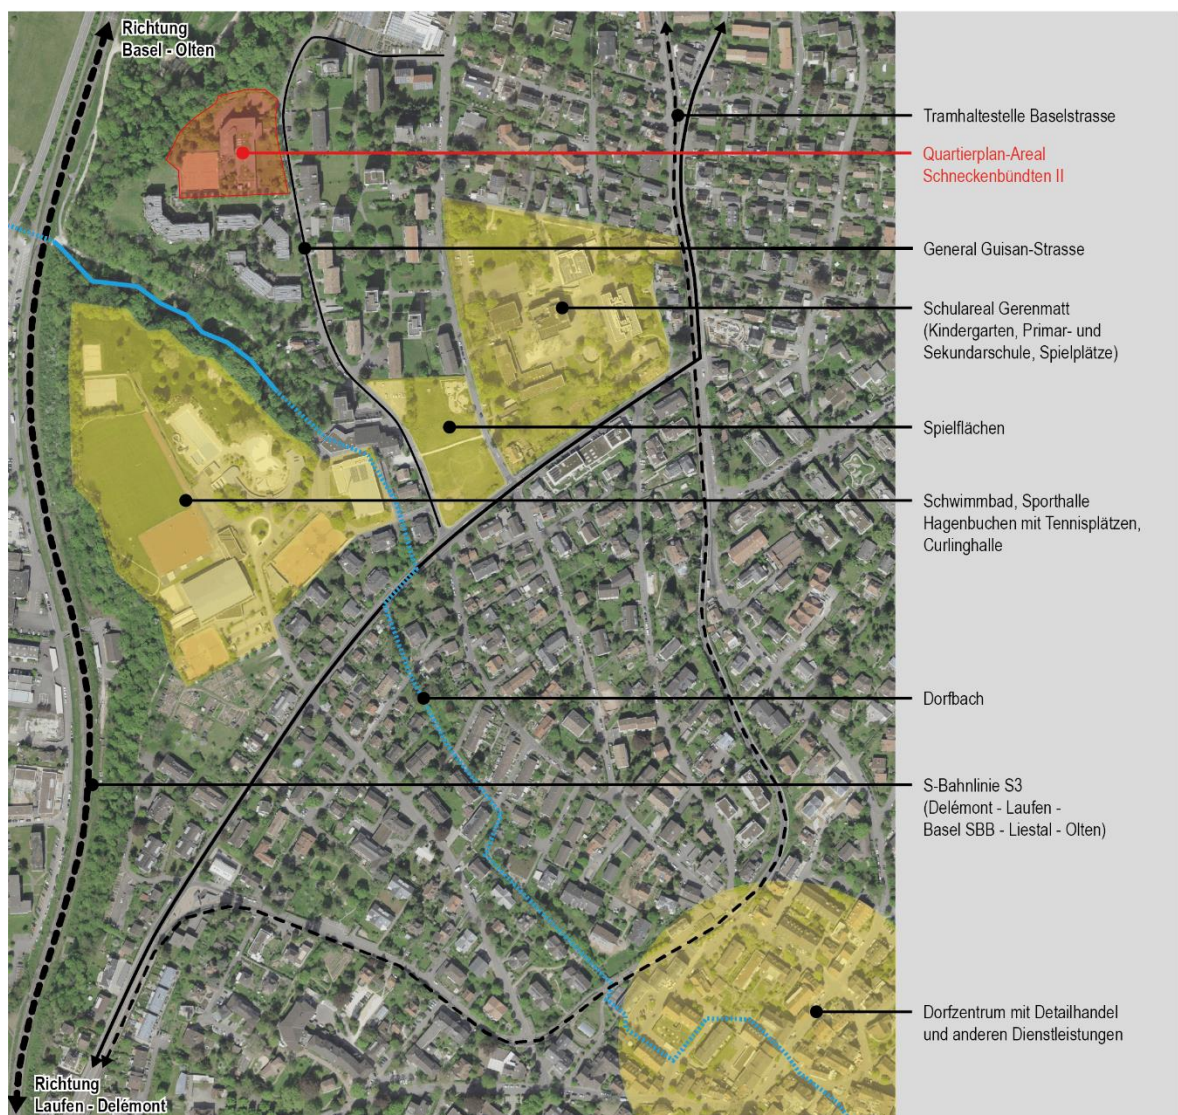 Richtung
Basel - Olten
Tramhaltestelle Baselstrasse
Quartierplan-Areal
Schneckenbündten II
General Guisan-Strasse
Schulareal Gerenmatt
(Kindergarten, Primar- und
Sekundarschule, Spielplätze)
Spielflächen
Schwimmbad, Sporthalle
Hagenbuchen mit Tennisplätzen,
Curlinghalle
Dorfbach
S-Bahnlinie S3
(Delémont - Laufen -
Basel SBB - Liestal - Olten)
Dorfzentrum mit Detailhandel
und anderen Dienstleistungen
Richtung
Laufen - Delémont